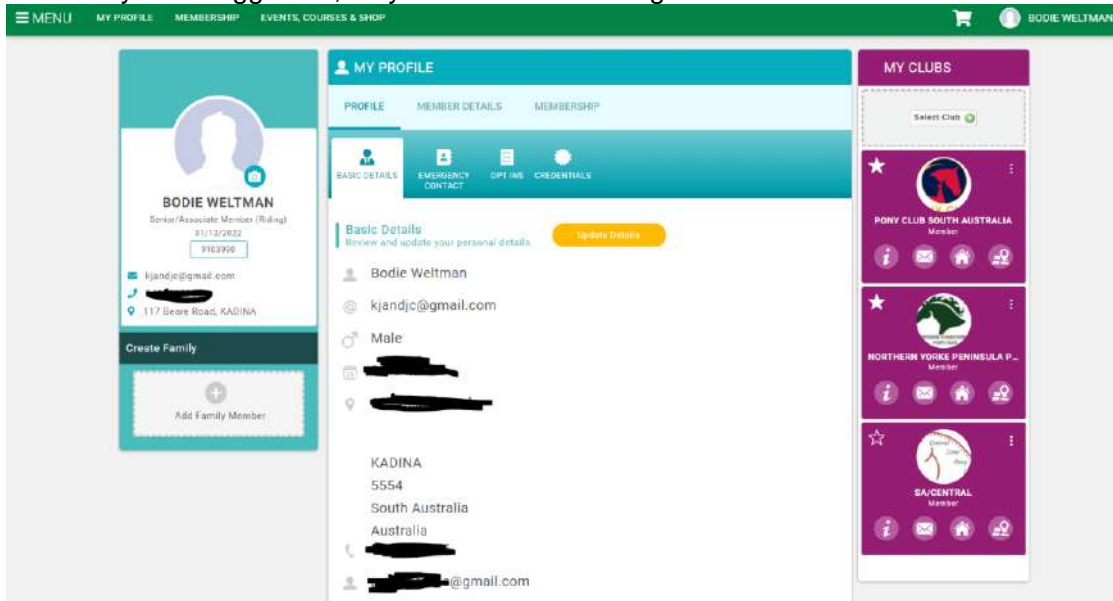 MENU MY PROFILE MEMBERSHIP EVENTS, COURSES & SHOP BODIE WELTMAN
BODIE WELTMAN
Senior/Associate Member (Riding)
31/12/2022
kjandjc@gmail.com
117 Beare Road, KADINA
Create Family
Add Family Member
MY PROFILE
PROFILE MEMBER DETAILS MEMBERSHIP
BASIC DETAILS EMERGENCY CONTACT OPT INS CREDENTIALS
Basic Details
Review and update your personal details
Update Details
Bodie Weltman
kjandjc@gmail.com
Male
KADINA
5554
South Australia
Australia
@gmail.com
MY CLUBS
Select Club
PONY CLUB SOUTH AUSTRALIA
Member
NORTHERN YORKE PENINSULA P...
Member
SA/CENTRAL
Member